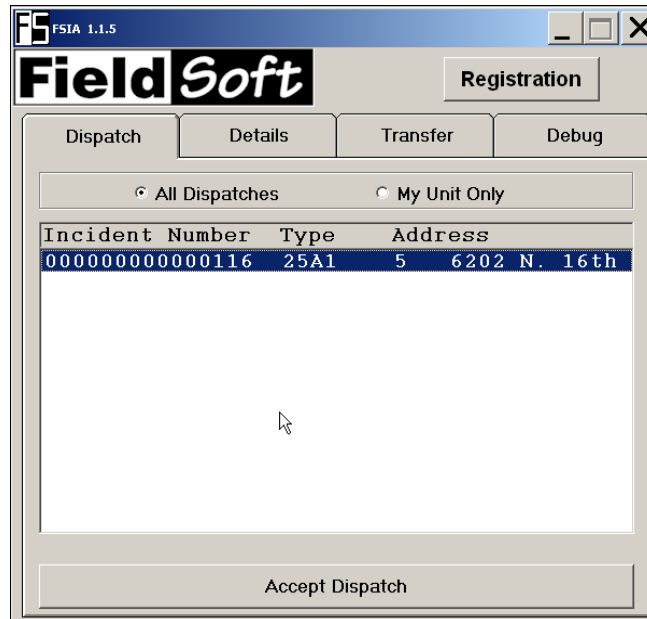 FS FSIA 1.1.5
FieldSoft Registration
Dispatch Details Transfer Debug
All Dispatches My Unit Only
Incident Number Type Address
000000000000116 25A1 5 6202 N. 16th
Accept Dispatch